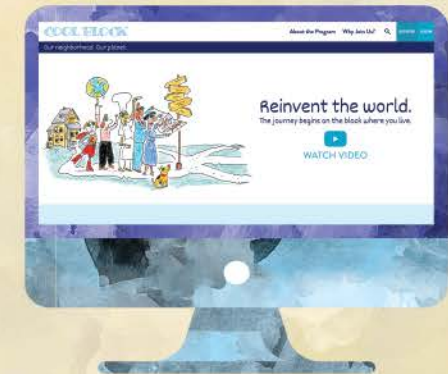 COOL BLOCK
About the Program Why Join Us?
Our neighborhood. Our planet.
Reinvent the world.
The journey begins on the block where you live.
WATCH VIDEO